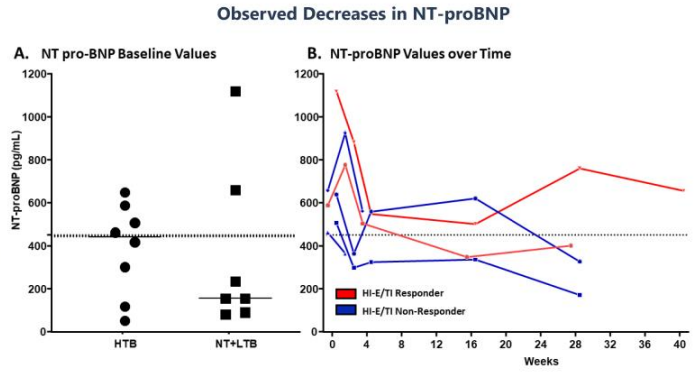 Observed Decreases in NT-proBNP
A. NT pro-BNP Baseline Values
NT-proBNP (pg/mL)
1200
1000
800
600
400
200
0
HTB
NT+LTB
B. NT-proBNP Values over Time
1200
1000
800
600
400
200
0
HI-E/TI Responder
HI-E/TI Non-Responder
0 4 8 12 16 20 24 28 32 36 40
Weeks